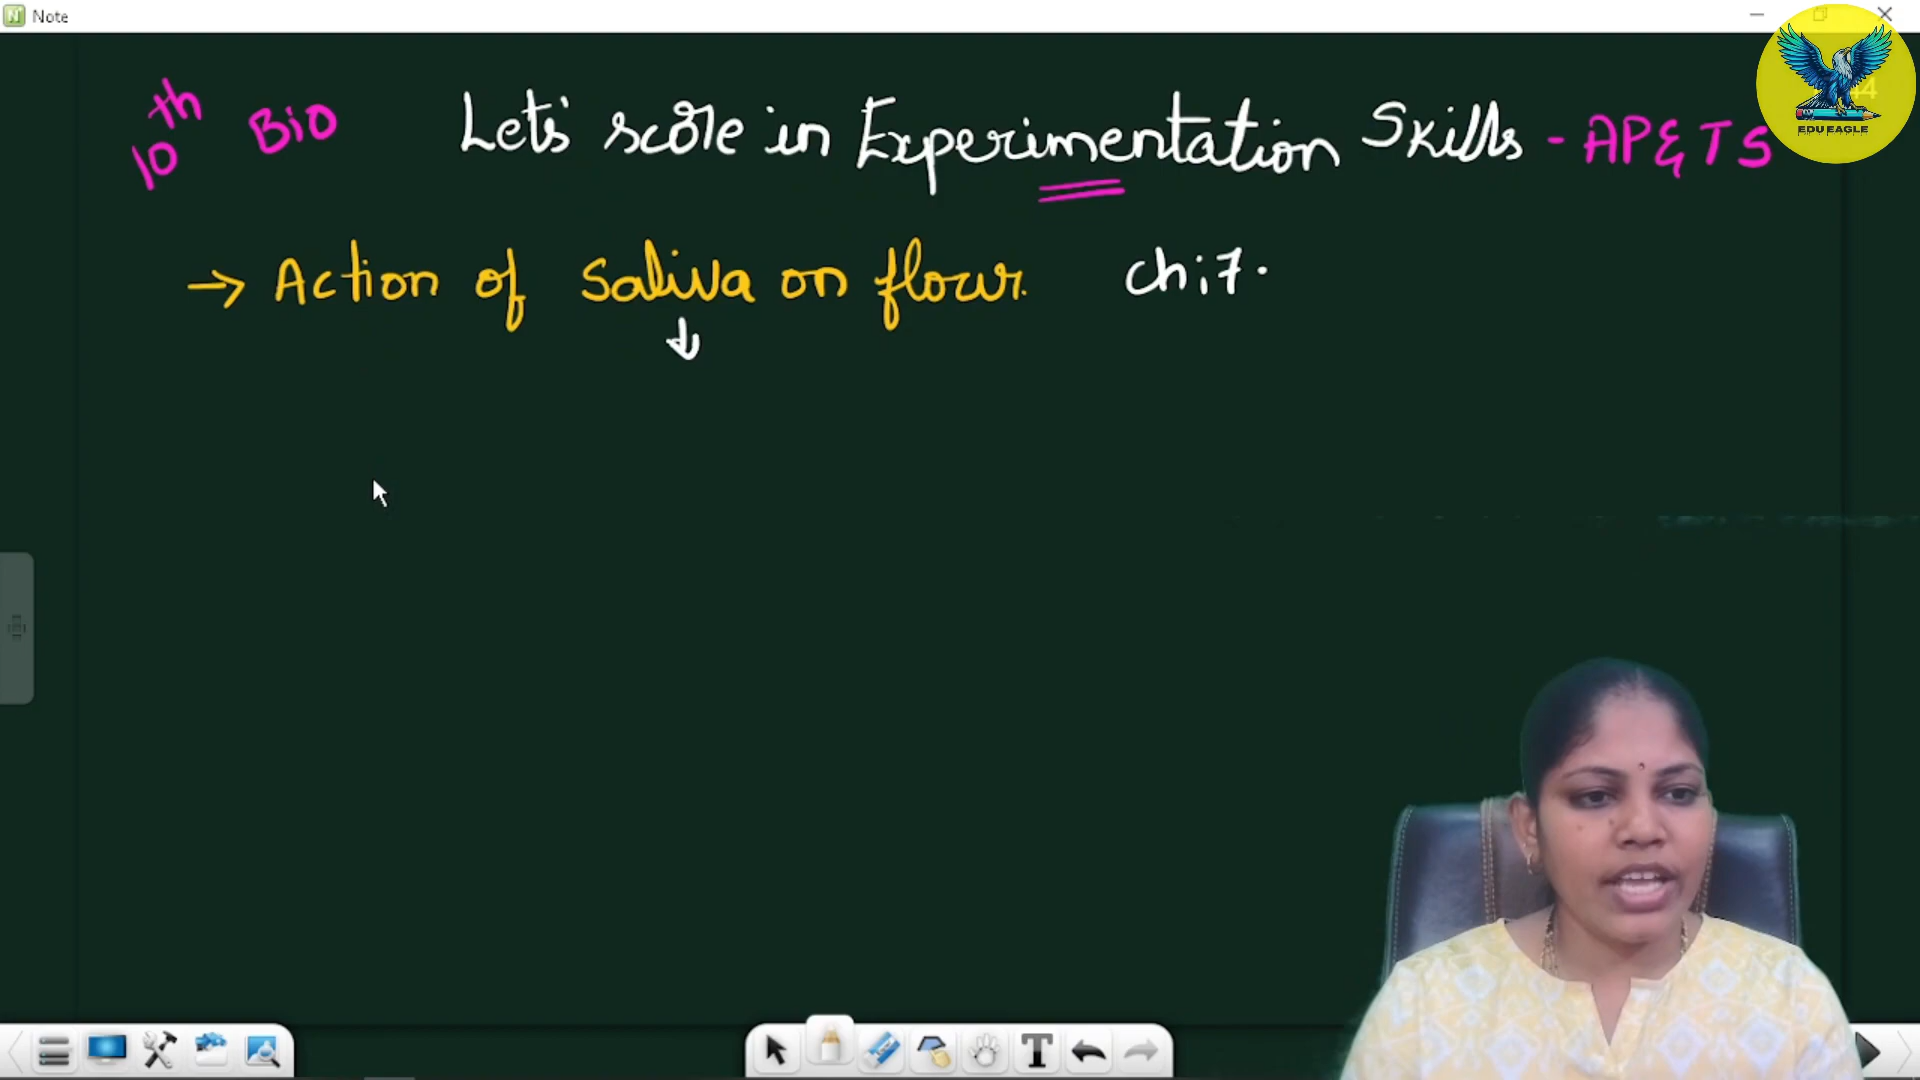 Note
10th Bio Let's score in Experimentation Skills - AP & TS
EDU EAGLE
→ Action of Saliva on flour. Ch:7.
↓
T